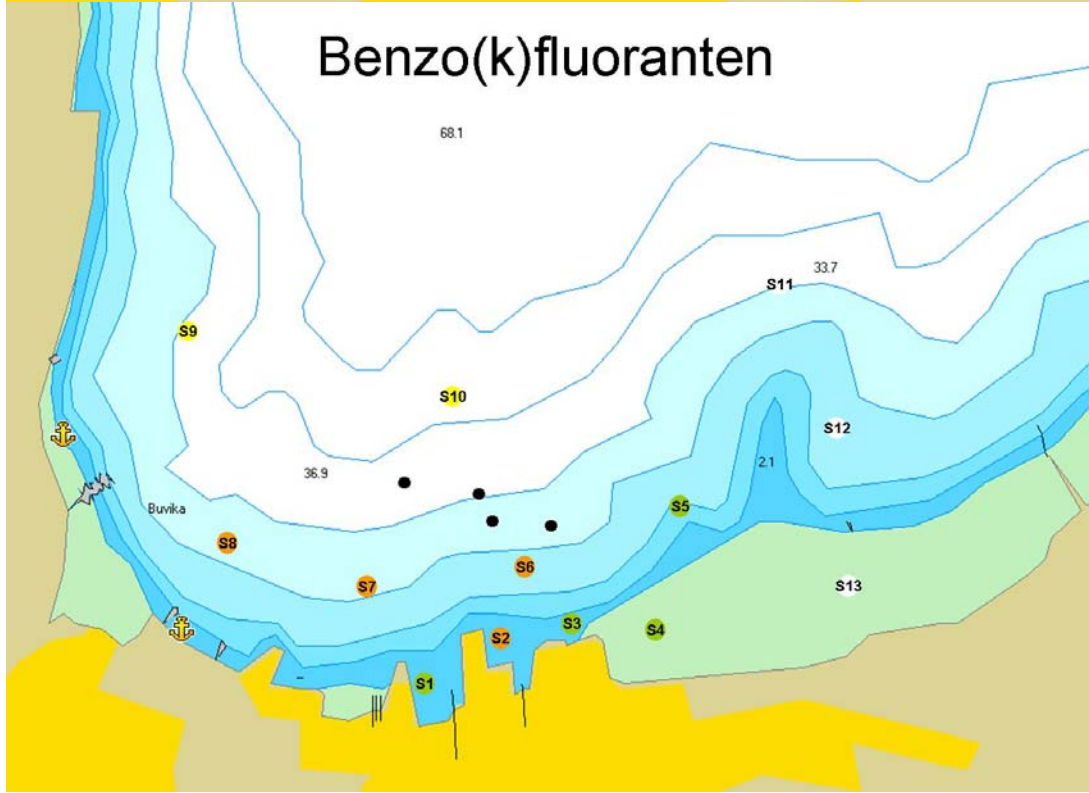 Benzo(k)fluoranten
68.1
33.7
S11
S9
S10
S12
2.1
36.9
S5
Buvika
S8
S6
S7
S13
S3
S4
S2
S1